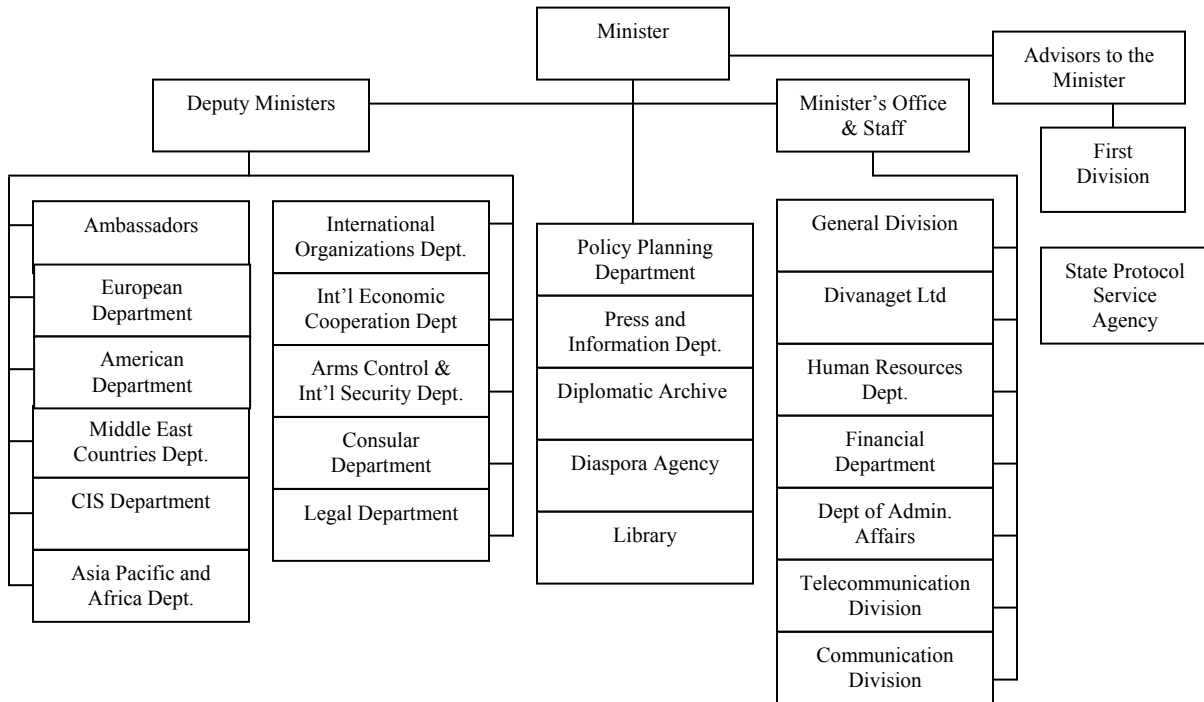 Minister
Advisors to the
Minister
Deputy Ministers
Minister’s Office
& Staff
First
Division
Ambassadors
European
Department
American
Department
Middle East
Countries Dept.
CIS Department
Asia Pacific and
Africa Dept.
International
Organizations Dept.
Int’l Economic
Cooperation Dept
Arms Control &
Int’l Security Dept.
Consular
Department
Legal Department
Policy Planning
Department
Press and
Information Dept.
Diplomatic Archive
Diaspora Agency
Library
General Division
Divanaget Ltd
Human Resources
Dept.
Financial
Department
Dept of Admin.
Affairs
Telecommunication
Division
Communication
Division
State Protocol
Service
Agency